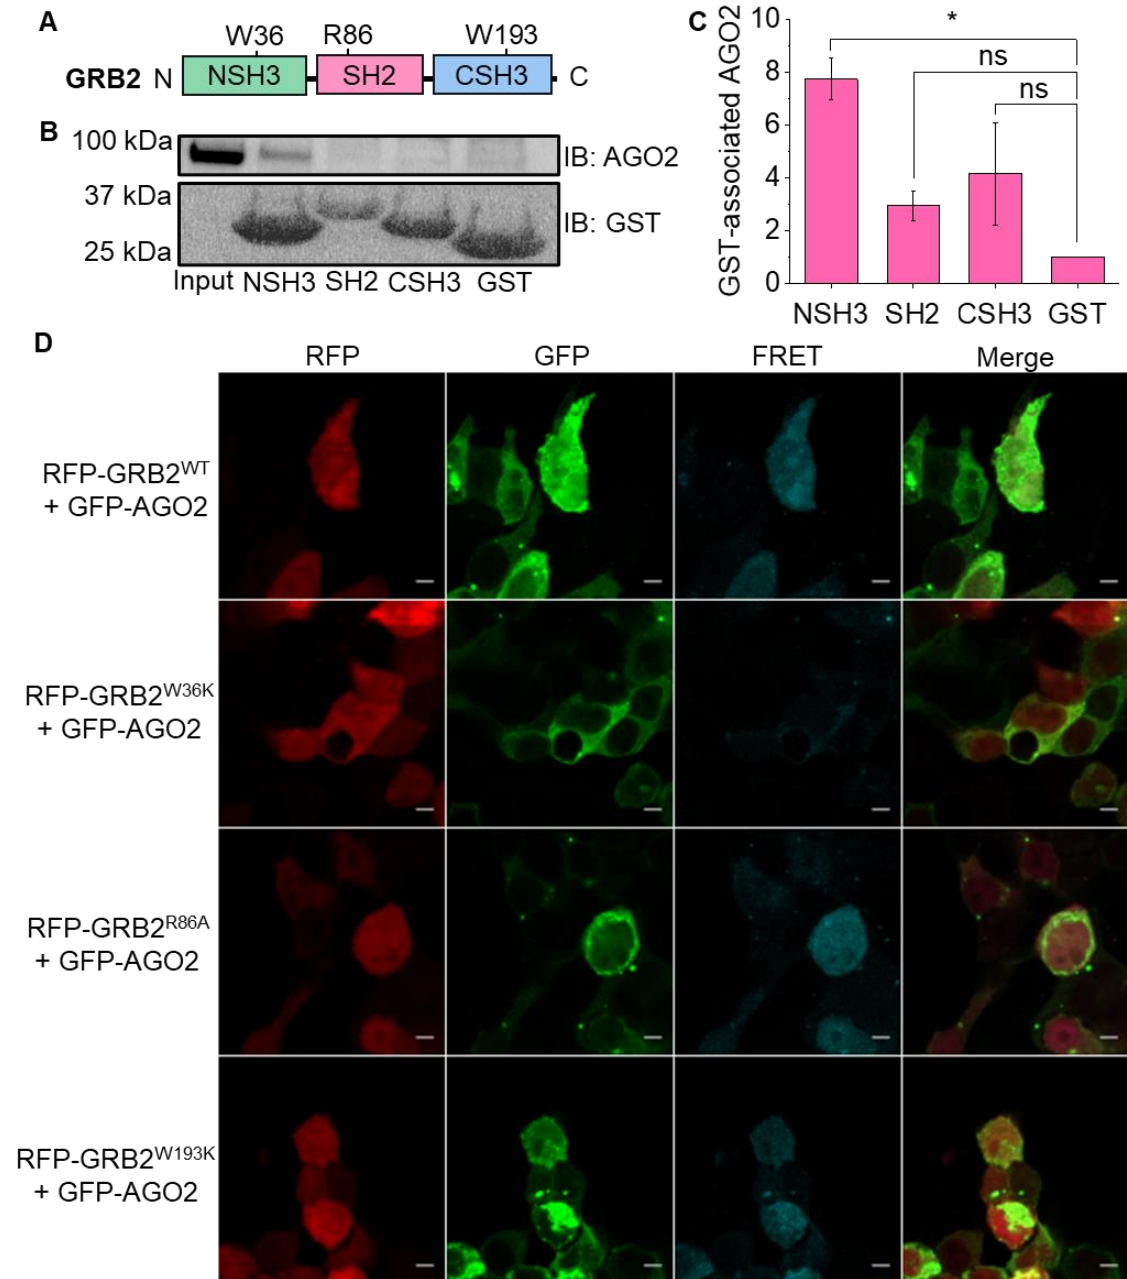 A
W36 R86 W193
GRB2 N NSH3 SH2 CSH3 C
B
100 kDa
IB: AGO2
37 kDa
IB: GST
25 kDa
Input NSH3 SH2 CSH3 GST
C
GST-associated AGO2
10
8
6
4
2
0
*
ns
ns
NSH3 SH2 CSH3 GST
D
RFP GFP FRET Merge
RFP-GRB2WT
+ GFP-AGO2
RFP-GRB2W36K
+ GFP-AGO2
RFP-GRB2R86A
+ GFP-AGO2
RFP-GRB2W193K
+ GFP-AGO2